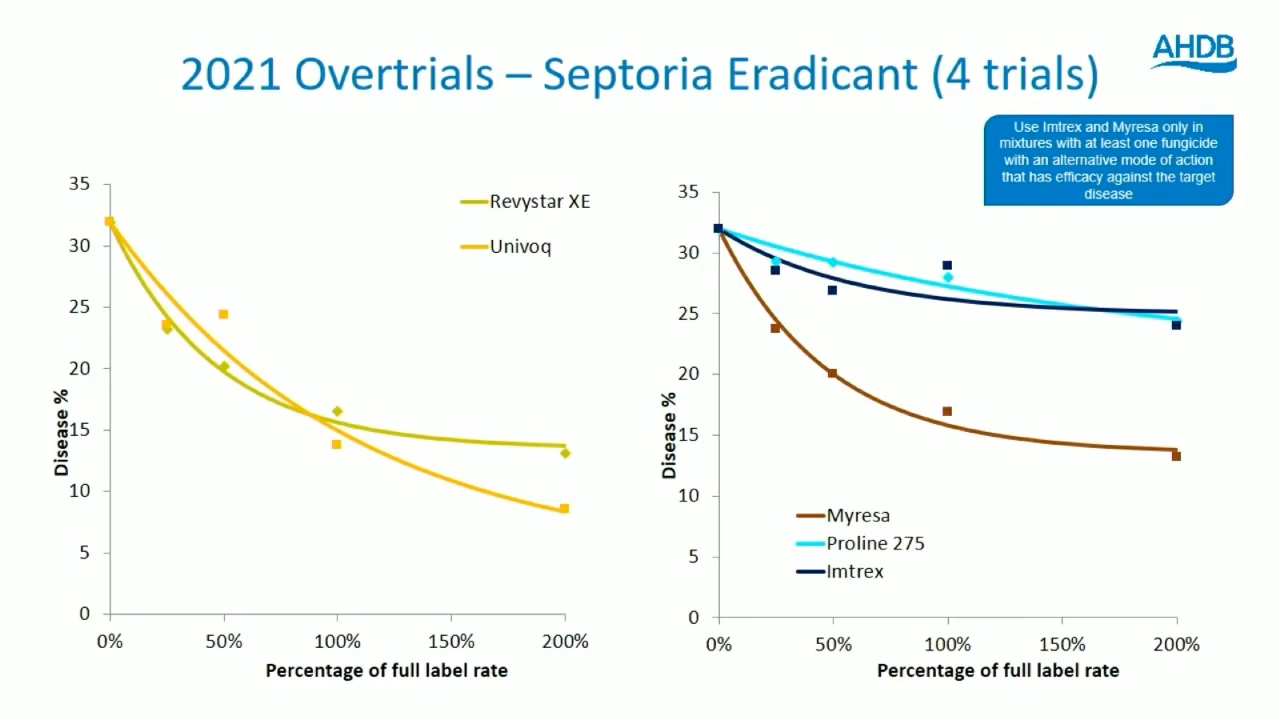 AHDB
2021 Overtrials – Septoria Eradicant (4 trials)
Use Imtrex and Myresa only in
mixtures with at least one fungicide
with an alternative mode of action
that has efficacy against the target
disease
35
30
25
20
15
10
5
0
Disease %
0%
50%
100%
150%
200%
Percentage of full label rate
Revystar XE
Univoq
35
30
25
20
15
10
5
0
Disease %
0%
50%
100%
150%
200%
Percentage of full label rate
Myresa
Proline 275
Imtrex